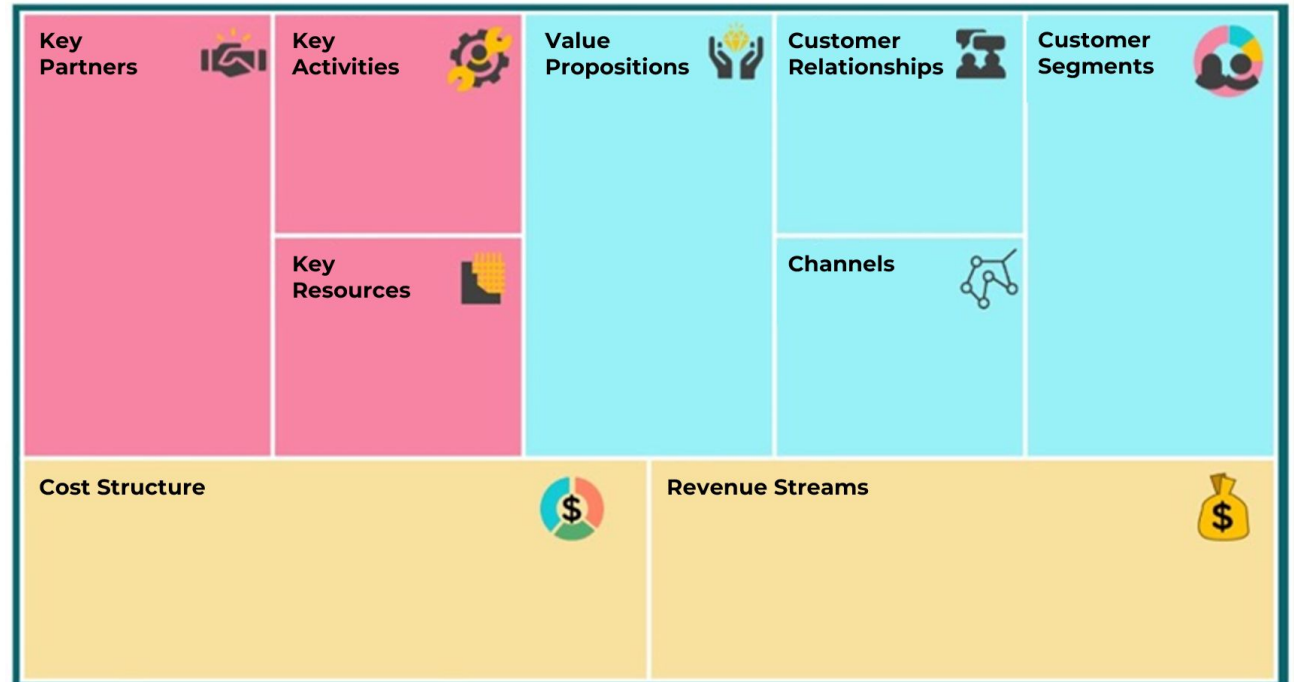 Key
Partners
Key
Activities
Value
Propositions
Customer
Relationships
Customer
Segments
Key
Resources
Channels
Cost Structure
$
Revenue Streams
$